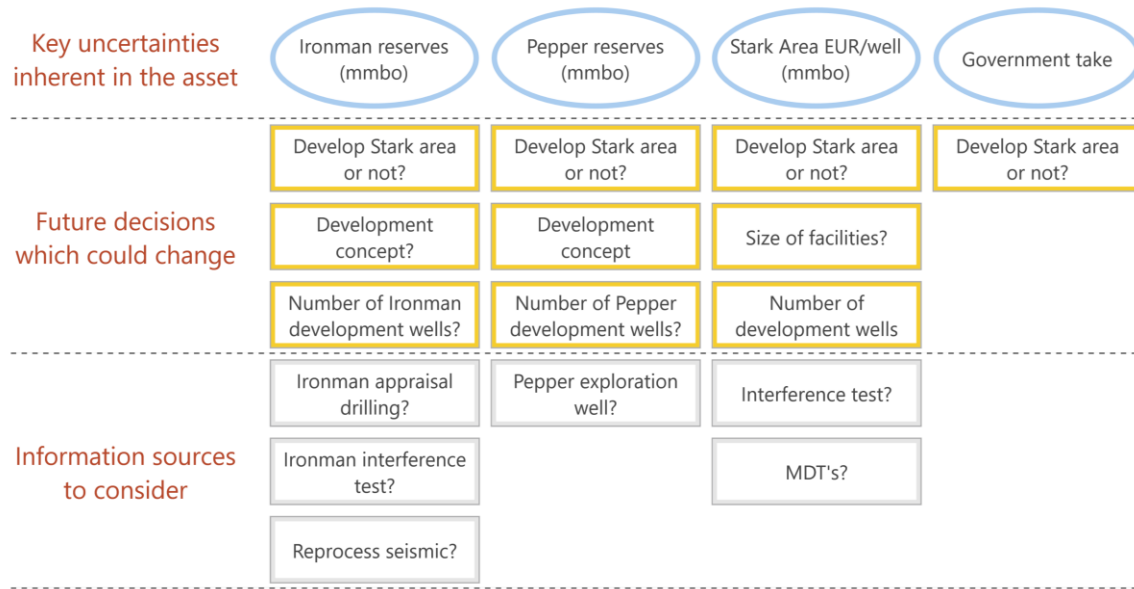 Key uncertainties
inherent in the asset
Ironman reserves
(mmbo)
Pepper reserves
(mmbo)
Stark Area EUR/well
(mmbo)
Government take
Future decisions
which could change
Develop Stark area
or not?
Develop Stark area
or not?
Develop Stark area
or not?
Develop Stark area
or not?
Development
concept?
Development
concept
Size of facilities?
Number of Ironman
development wells?
Number of Pepper
development wells?
Number of
development wells
Information sources
to consider
Ironman appraisal
drilling?
Pepper exploration
well?
Interference test?
Ironman interference
test?
MDT's?
Reprocess seismic?